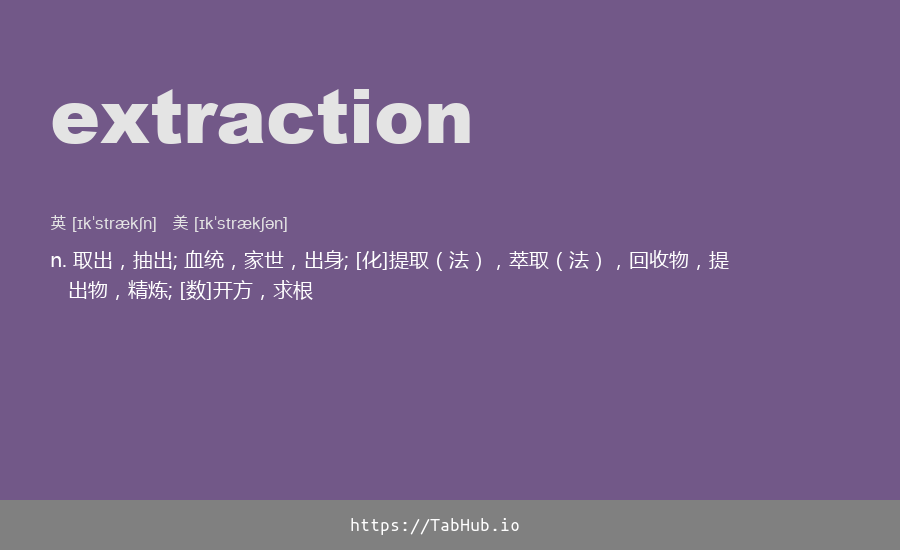 extraction
英 [ɪkˈstrækʃn] 美 [ɪkˈstrækʃən]
n. 取出，抽出; 血统，家世，出身; [化]提取（法），萃取（法），回收物，提
出物，精炼; [数]开方，求根
https://TabHub.io